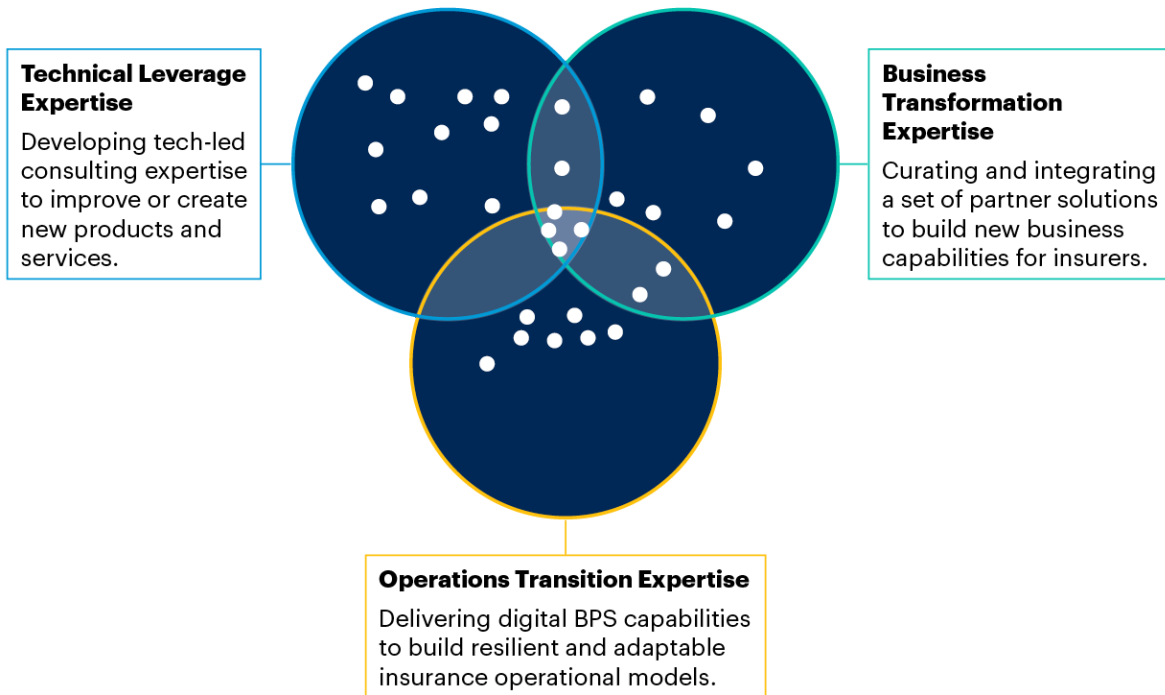 Technical Leverage
Expertise
Developing tech-led
consulting expertise
to improve or create
new products and
services.
Business
Transformation
Expertise
Curating and integrating
a set of partner solutions
to build new business
capabilities for insurers.
Operations Transition Expertise
Delivering digital BPS capabilities
to build resilient and adaptable
insurance operational models.